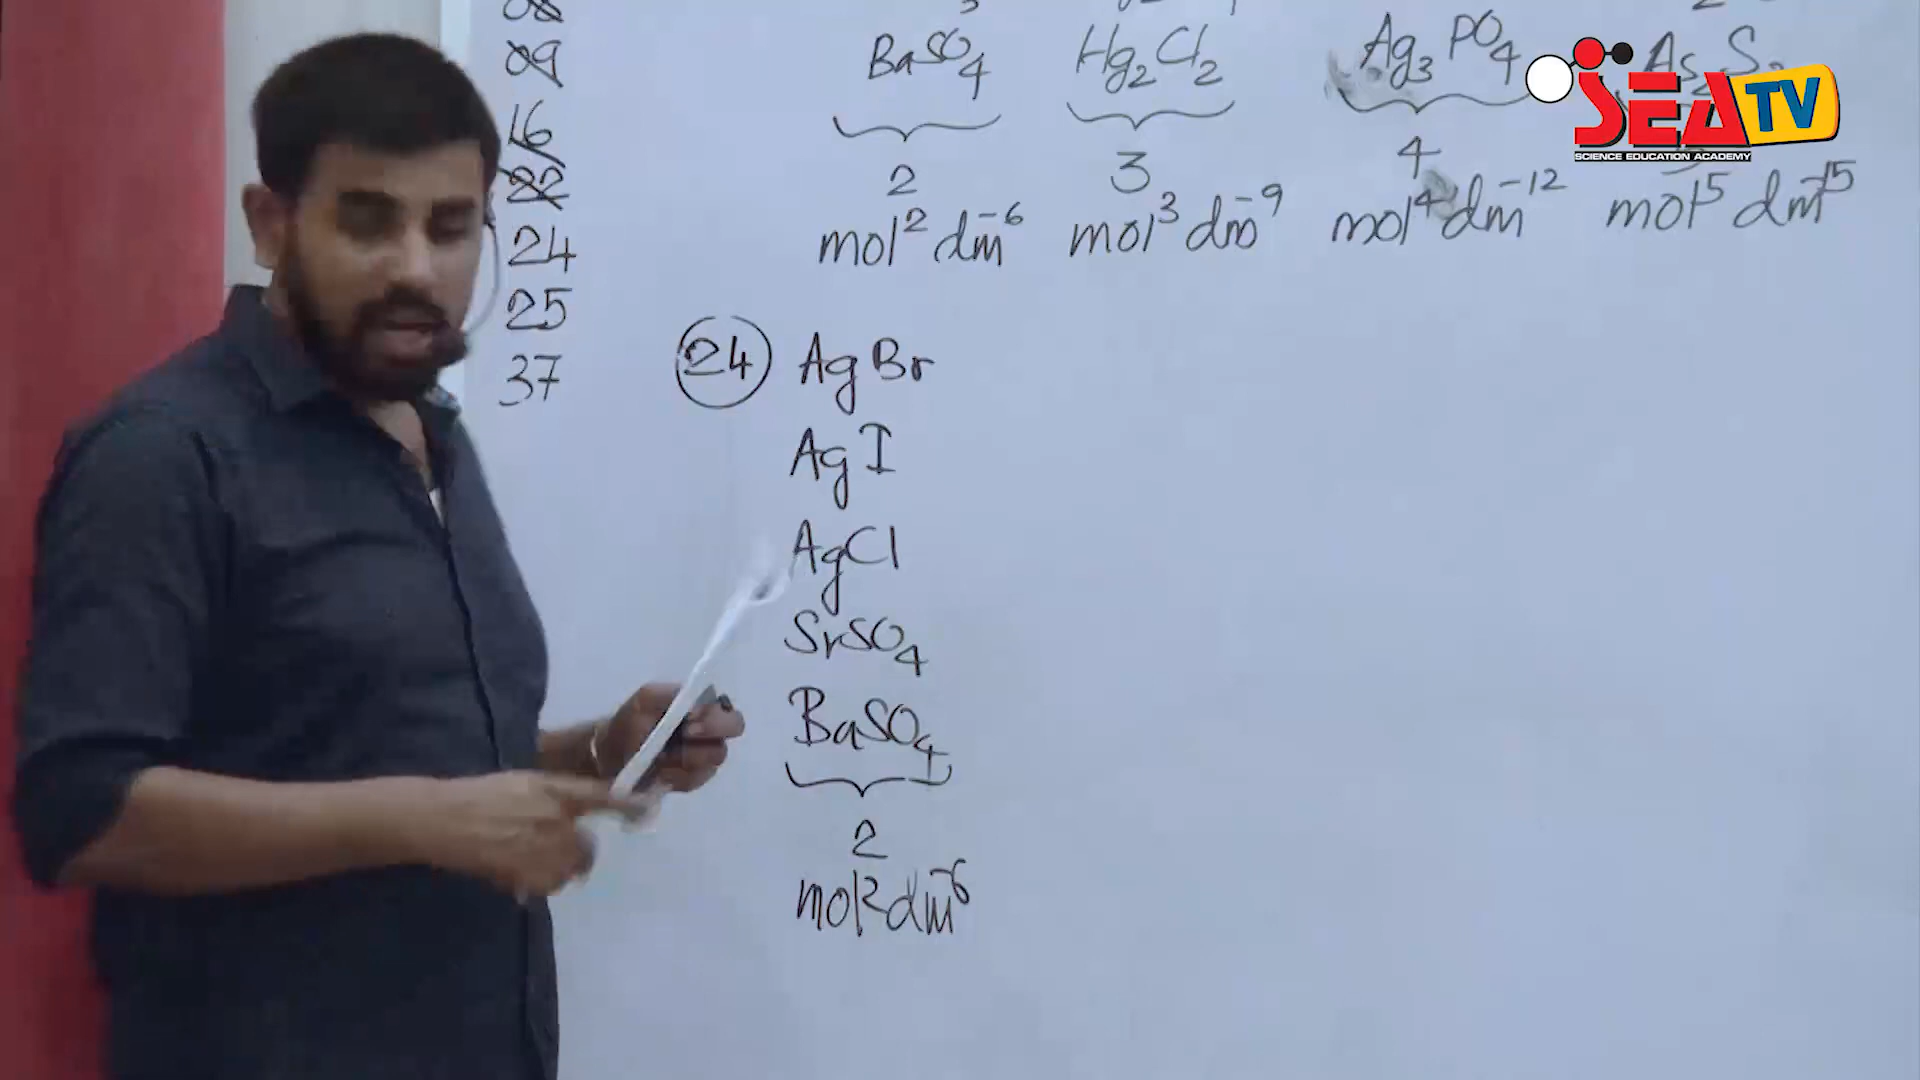 09
16
22
24
25
37
BaSO4 Hg2Cl2 Ag3PO4
2 3 4
mol² dm⁻⁶ mol³ dm⁻⁹ mol⁴ dm⁻¹² mol⁵ dm⁻¹⁵
SEA TV
SCIENCE EDUCATION ACADEMY
24 AgBr
AgI
AgCl
SrSO4
BaSO4
2
mol² dm⁻⁶